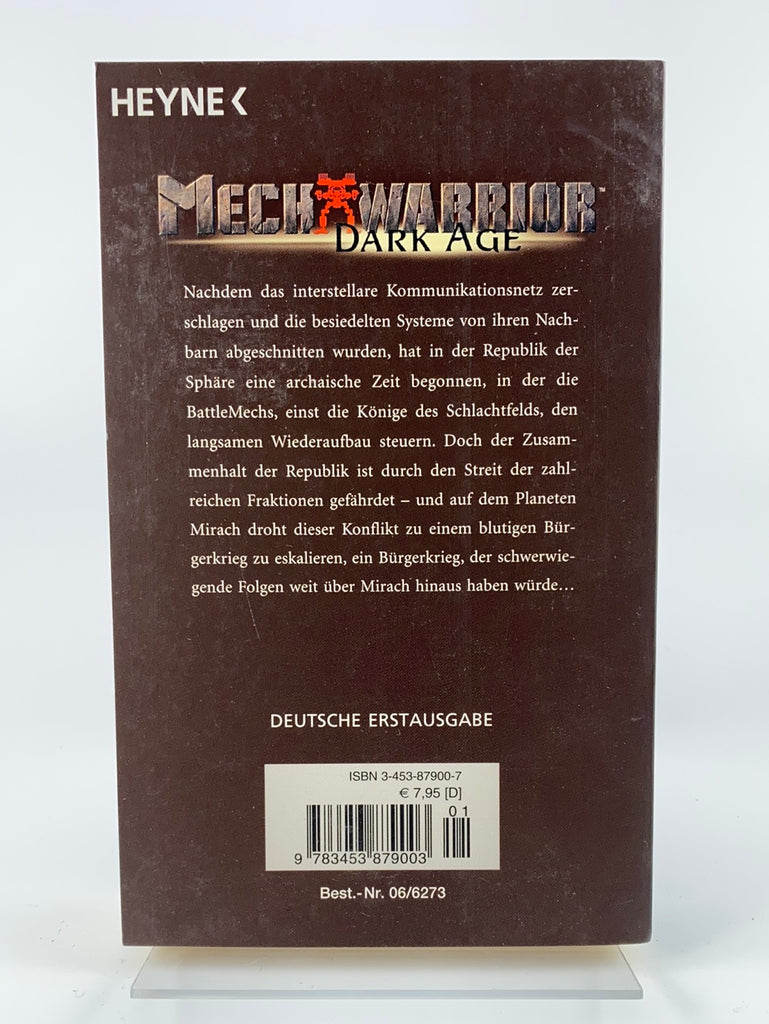 HEYNE <
MECHWARRIOR™
DARK AGE
Nachdem das interstellare Kommunikationsnetz zer-
schlagen und die besiedelten Systeme von ihren Nach-
barn abgeschnitten wurden, hat in der Republik der
Sphäre eine archaische Zeit begonnen, in der die
BattleMechs, einst die Könige des Schlachtfelds, den
langsamen Wiederaufbau steuern. Doch der Zusam-
menhalt der Republik ist durch den Streit der zahl-
reichen Fraktionen gefährdet – und auf dem Planeten
Mirach droht dieser Konflikt zu einem blutigen Bür-
gerkrieg zu eskalieren, ein Bürgerkrieg, der schwerwie-
gende Folgen weit über Mirach hinaus haben würde…
DEUTSCHE ERSTAUSGABE
ISBN 3-453-87900-7
€ 7,95 [D]
01
9 783453 879003
Best.-Nr. 06/6273